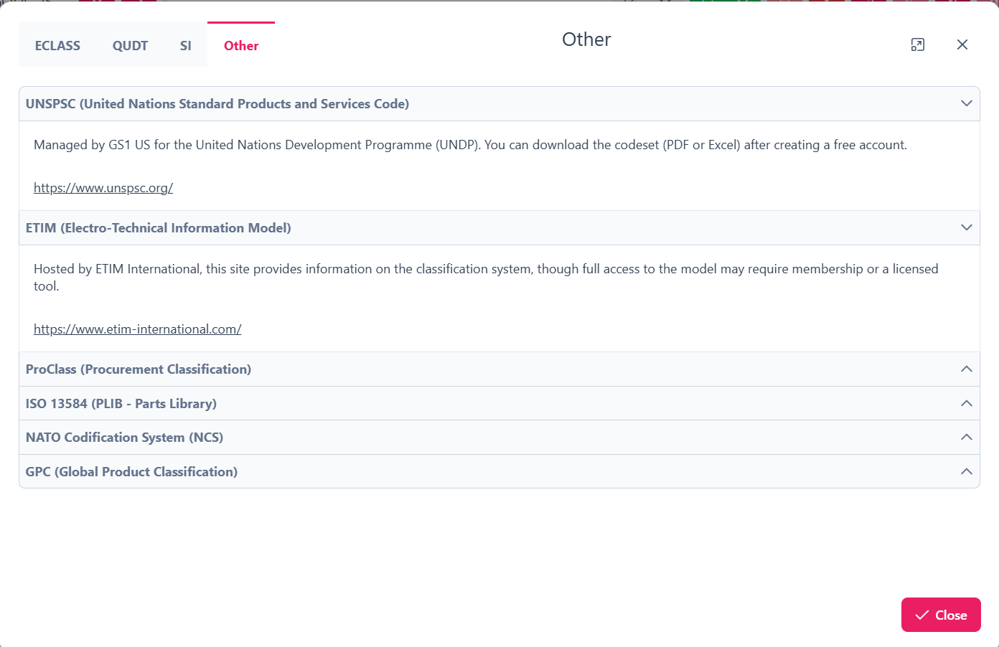 ECLASS QUDT SI Other
Other
UNSPSC (United Nations Standard Products and Services Code)
Managed by GS1 US for the United Nations Development Programme (UNDP). You can download the codeset (PDF or Excel) after creating a free account.
https://www.unspsc.org/
ETIM (Electro-Technical Information Model)
Hosted by ETIM International, this site provides information on the classification system, though full access to the model may require membership or a licensed
tool.
https://www.etim-international.com/
ProClass (Procurement Classification)
ISO 13584 (PLIB - Parts Library)
NATO Codification System (NCS)
GPC (Global Product Classification)
Close